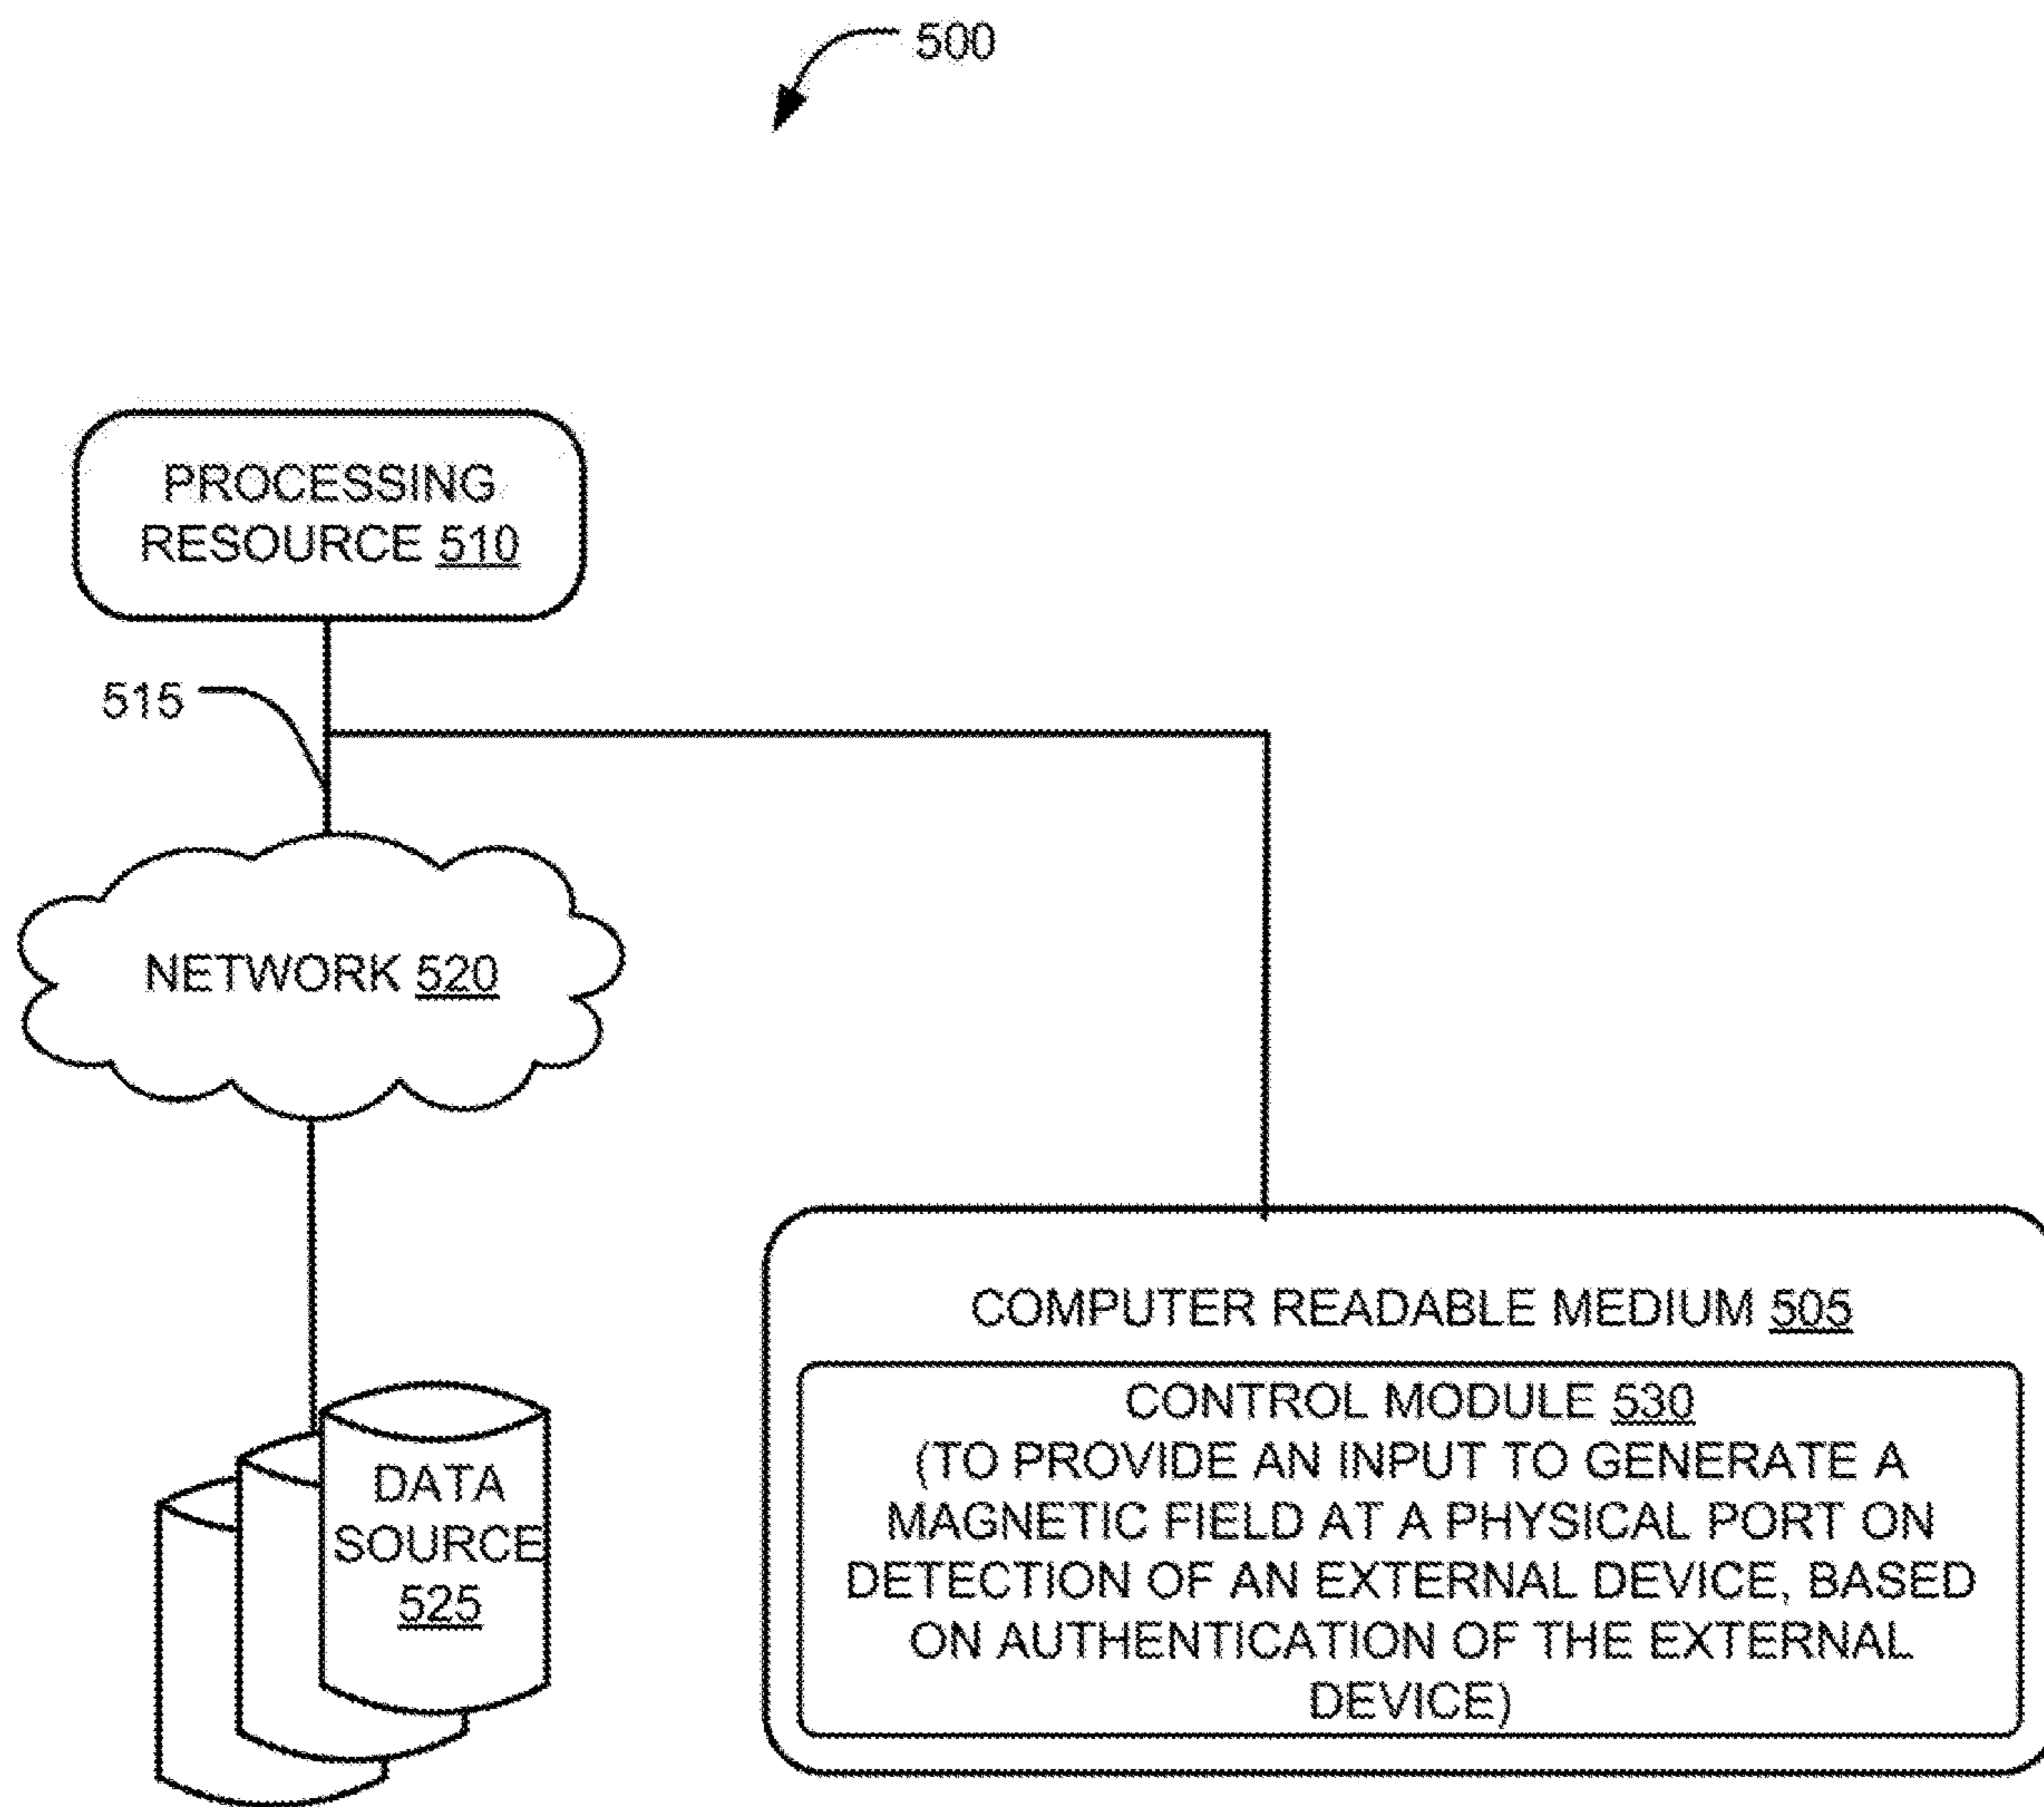 500
PROCESSING
RESOURCE 510
515
NETWORK 520
DATA
SOURCE
525
COMPUTER READABLE MEDIUM 505
CONTROL MODULE 530
(TO PROVIDE AN INPUT TO GENERATE A
MAGNETIC FIELD AT A PHYSICAL PORT ON
DETECTION OF AN EXTERNAL DEVICE, BASED
ON AUTHENTICATION OF THE EXTERNAL
DEVICE)